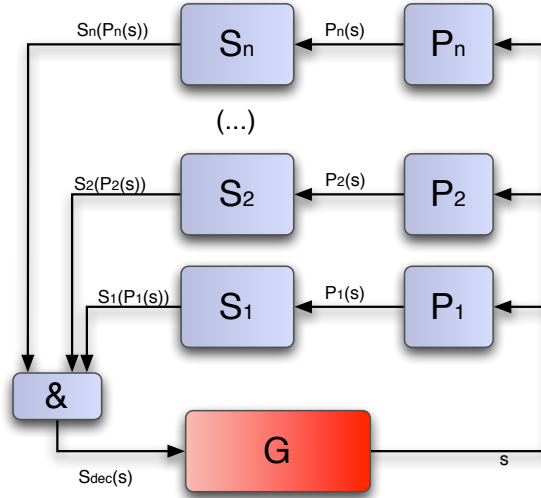 Sn(Pn(s))
Sn
Pn(s)
Pn
(...)
S2(P2(s))
S2
P2(s)
P2
S1(P1(s))
S1
P1(s)
P1
&
G
Sdec(s)
s